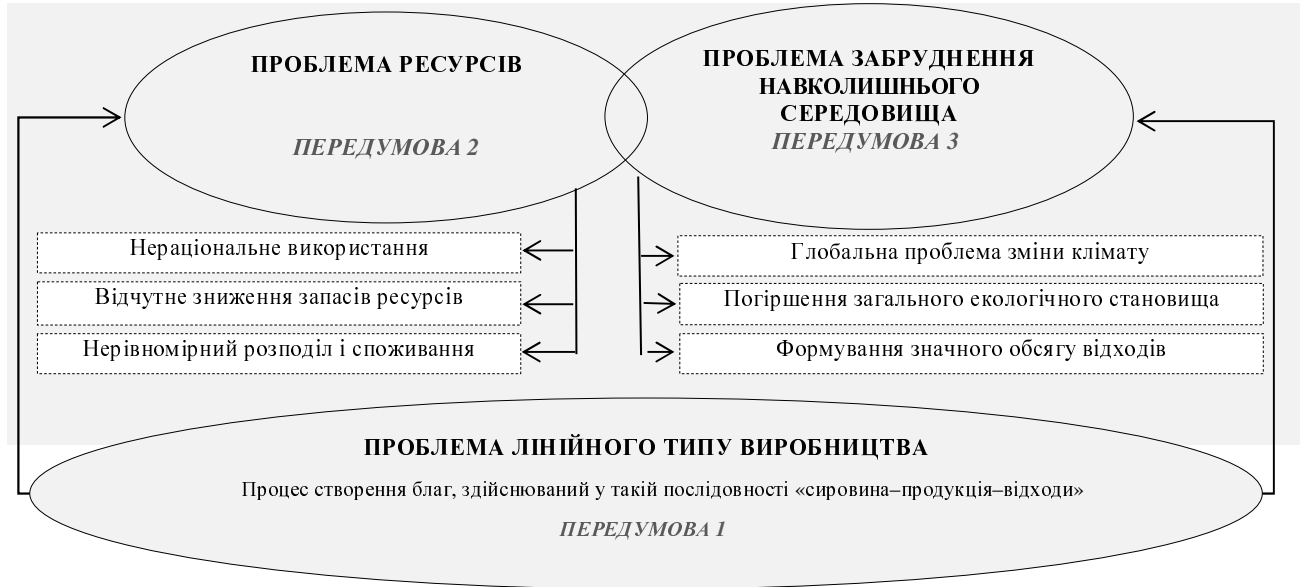 ПРОБЛЕМА РЕСУРСІВ
ПЕРЕДУМОВА 2
ПРОБЛЕМА ЗАБРУДНЕННЯ
НАВКОЛИШНЬОГО
СЕРЕДОВИЩА
ПЕРЕДУМОВА 3
Нераціональне використання
Відчутне зниження запасів ресурсів
Нерівномірний розподіл і споживання
Глобальна проблема зміни клімату
Погіршення загального екологічного становища
Формування значного обсягу відходів
ПРОБЛЕМА ЛІНІЙНОГО ТИПУ ВИРОБНИЦТВА
Процес створення благ, здійснюваний у такій послідовності «сировина–продукція–відходи»
ПЕРЕДУМОВА 1